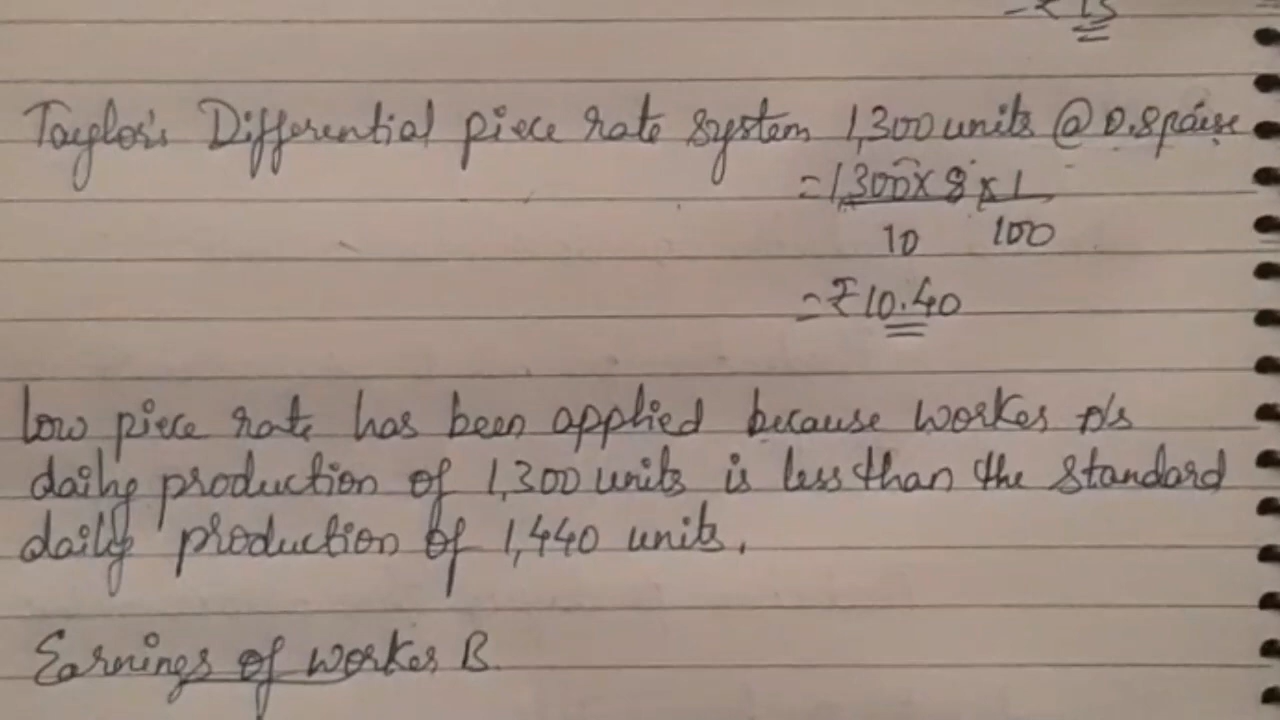 = ₹ 13
Taylor's Differential piece rate system 1,300 units @ 0.8 paise
= 1,300 × 8 × 1
10 100
= ₹ 10.40
Low piece rate has been applied because worker A's
daily production of 1,300 units is less than the standard
daily production of 1,440 units.
Earnings of worker B